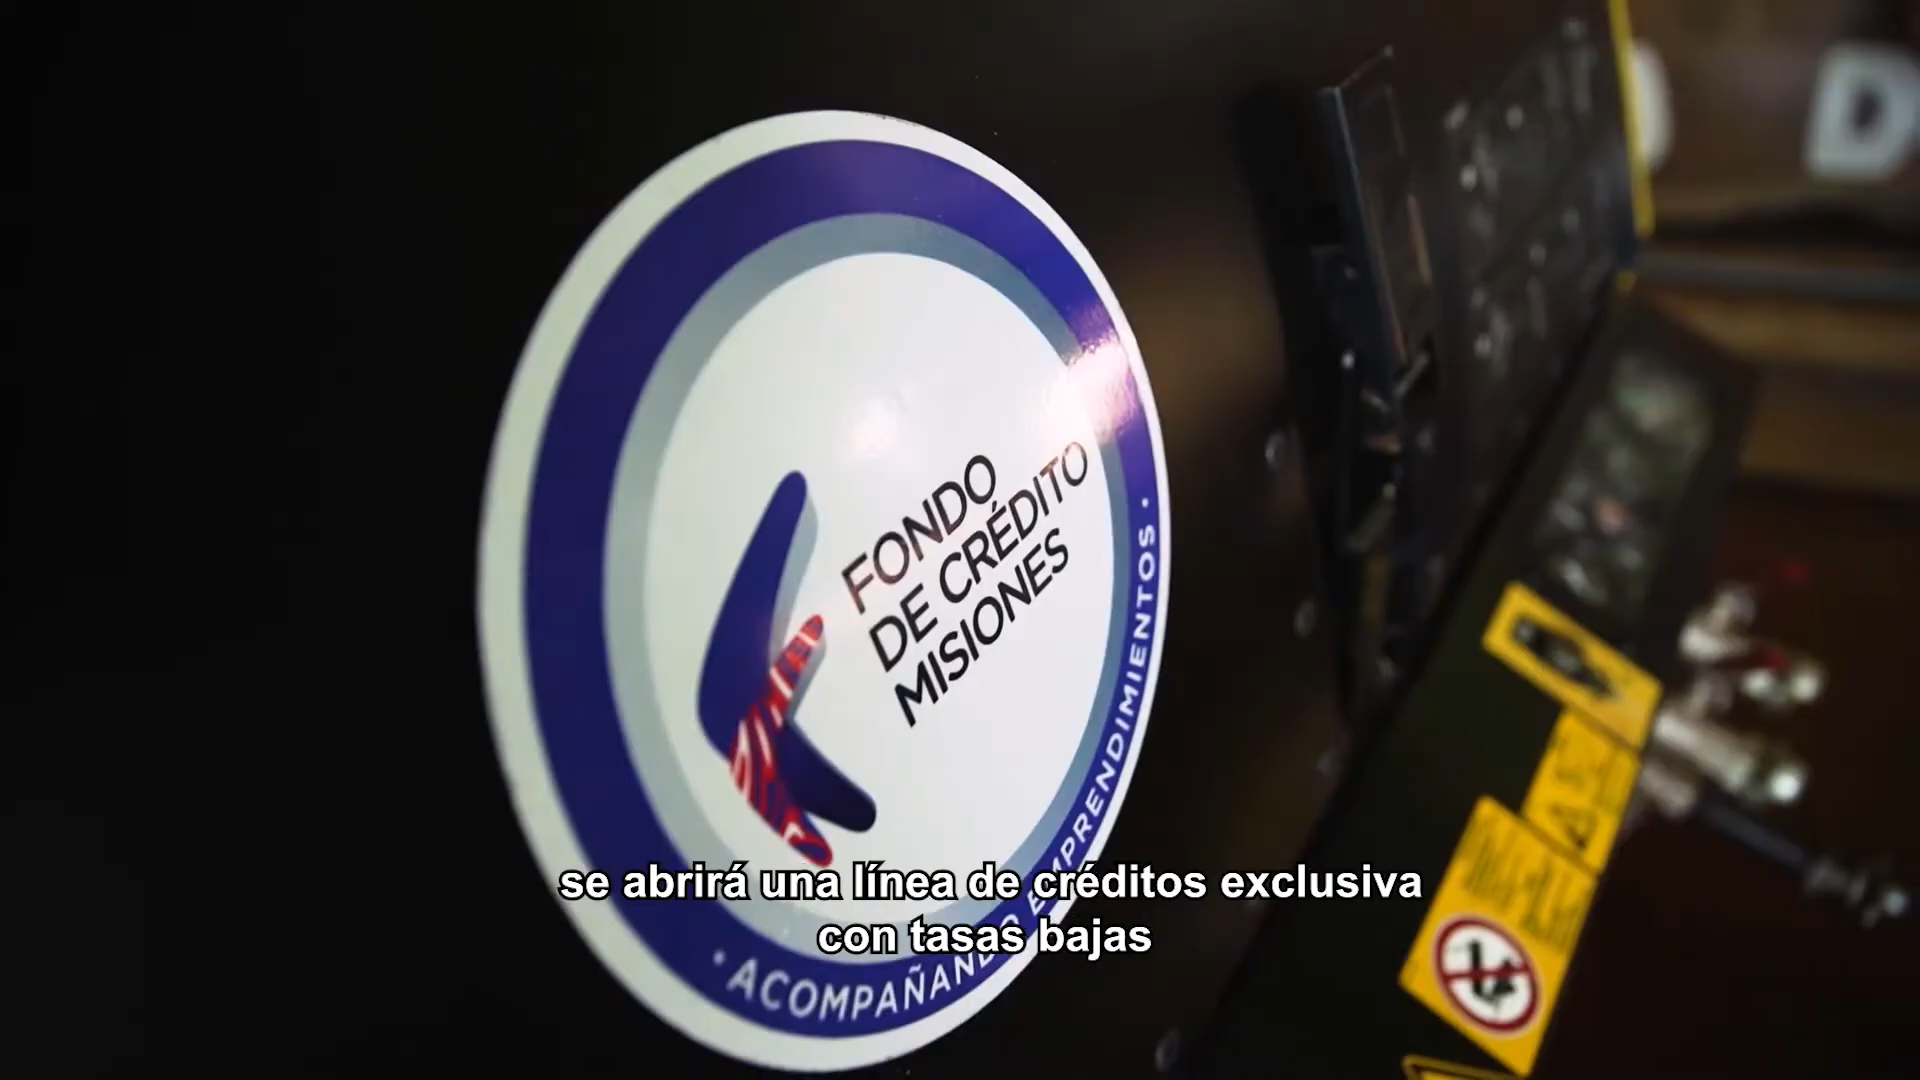 FONDO
DE CRÉDITO
MISIONES
· ACOMPAÑANDO EMPRENDIMIENTOS ·
se abrirá una línea de créditos exclusiva
con tasas bajas
D